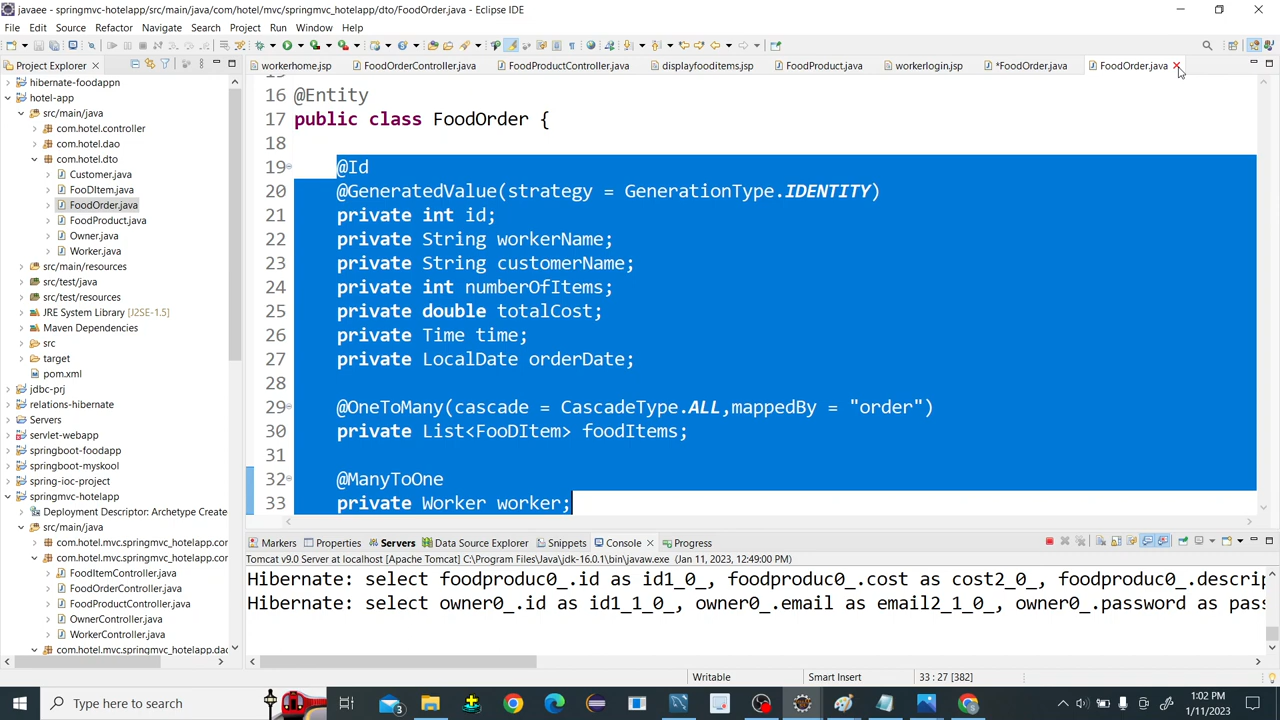 javaee - springmvc-hotelapp/src/main/java/com/hotel/mvc/springmvc_hotelapp/dto/FoodOrder.java - Eclipse IDE
File Edit Source Refactor Navigate Search Project Run Window Help
Project Explorer
workerhome.jsp FoodOrderController.java FoodProductController.java displayfooditems.jsp FoodProduct.java workerlogin.jsp *FoodOrder.java FoodOrder.java
hibernate-foodappn
hotel-app
src/main/java
com.hotel.controller
com.hotel.dao
com.hotel.dto
Customer.java
FooDItem.java
FoodOrder.java
FoodProduct.java
Owner.java
Worker.java
src/main/resources
src/test/java
src/test/resources
JRE System Library [J2SE-1.5]
Maven Dependencies
src
target
pom.xml
jdbc-prj
relations-hibernate
Servers
servlet-webapp
springboot-foodapp
springboot-myskool
spring-ioc-project
springmvc-hotelapp
Deployment Descriptor: Archetype Create
src/main/java
com.hotel.mvc.springmvc_hotelapp.cor
com.hotel.mvc.springmvc_hotelapp.cor
FoodItemController.java
FoodOrderController.java
FoodProductController.java
OwnerController.java
WorkerController.java
com.hotel.mvc.springmvc_hotelapp.dao
16 @Entity
17 public class FoodOrder {
18
19 @Id
20 @GeneratedValue(strategy = GenerationType.IDENTITY)
21 private int id;
22 private String workerName;
23 private String customerName;
24 private int numberOfItems;
25 private double totalCost;
26 private Time time;
27 private LocalDate orderDate;
28
29 @OneToMany(cascade = CascadeType.ALL,mappedBy = "order")
30 private List<FooDItem> foodItems;
31
32 @ManyToOne
33 private Worker worker;
Markers Properties Servers Data Source Explorer Snippets Console Progress
Tomcat v9.0 Server at localhost [Apache Tomcat] C:\Program Files\Java\jdk-16.0.1\bin\javaw.exe (Jan 11, 2023, 12:49:00 PM)
Hibernate: select foodproduc0_.id as id1_0_, foodproduc0_.cost as cost2_0_, foodproduc0_.descrip
Hibernate: select owner0_.id as id1_1_0_, owner0_.email as email2_1_0_, owner0_.password as pass
Writable Smart Insert 33 : 27 [382]
Type here to search
3
1:02 PM
1/11/2023